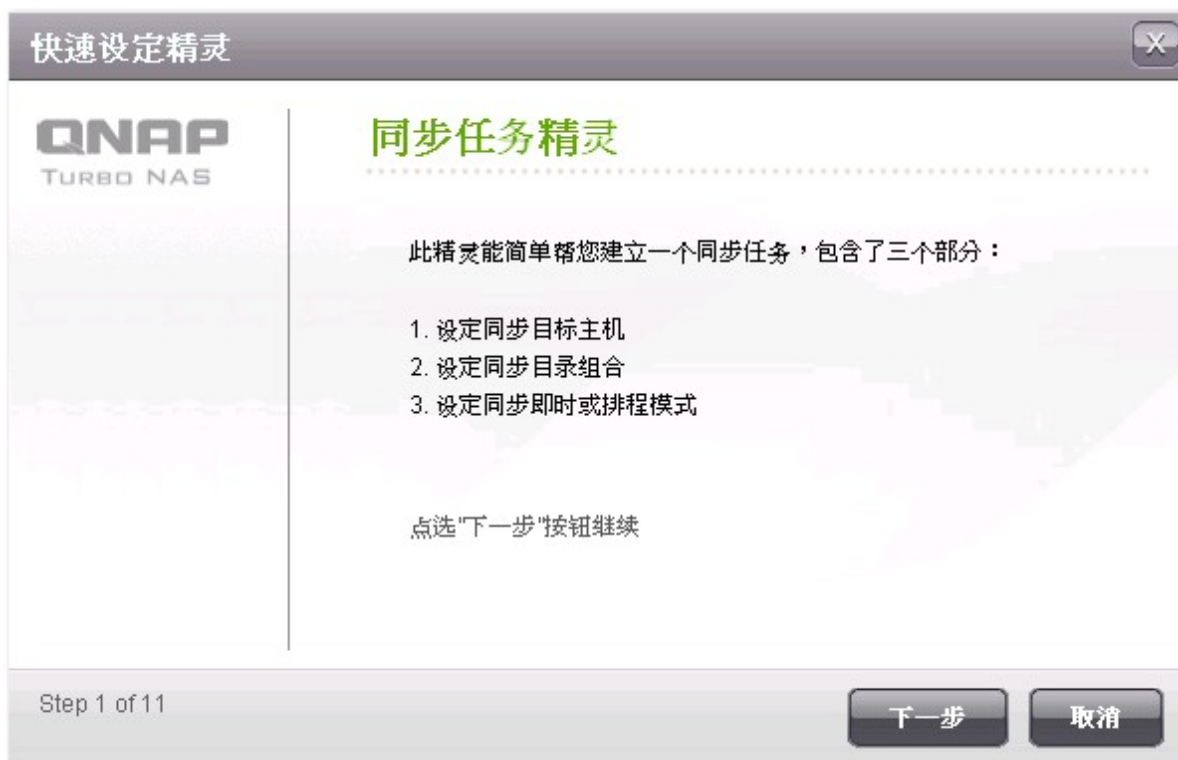 快速设定精灵
X
QNAP
TURBO NAS
同步任务精灵
此精灵能简单帮您建立一个同步任务，包含了三个部分：
1. 设定同步目标主机
2. 设定同步目录组合
3. 设定同步即时或排程模式
点选"下一步"按钮继续
Step 1 of 11
下一步
取消